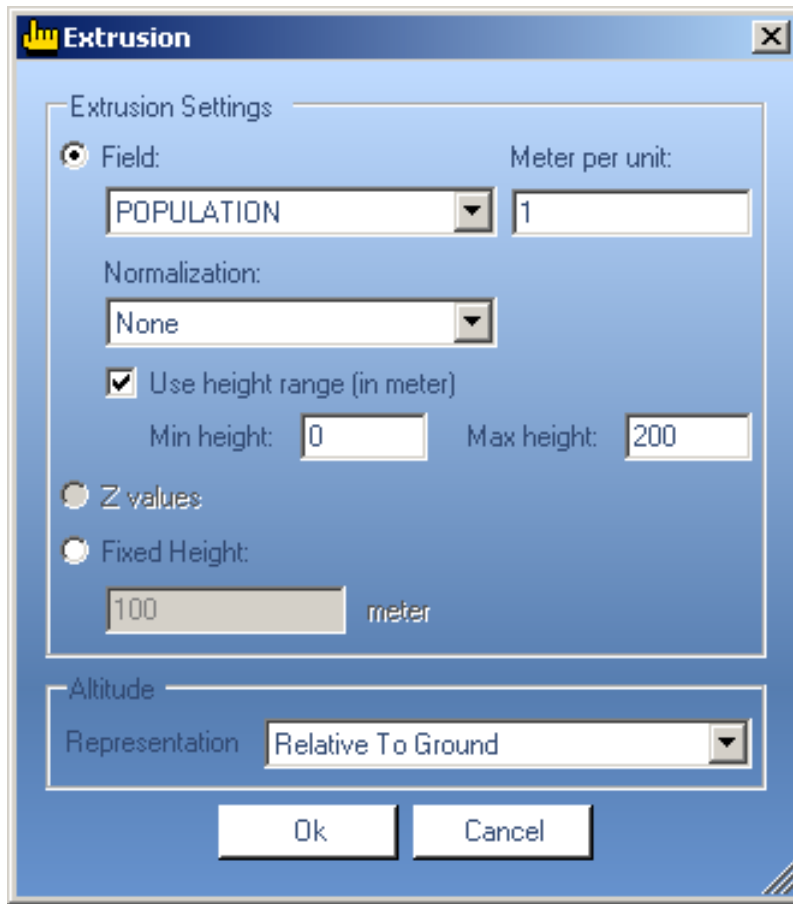 Extrusion
Extrusion Settings
Field: Meter per unit:
POPULATION 1
Normalization:
None
Use height range (in meter)
Min height: 0 Max height: 200
Z values
Fixed Height:
100 meter
Altitude
Representation Relative To Ground
Ok Cancel